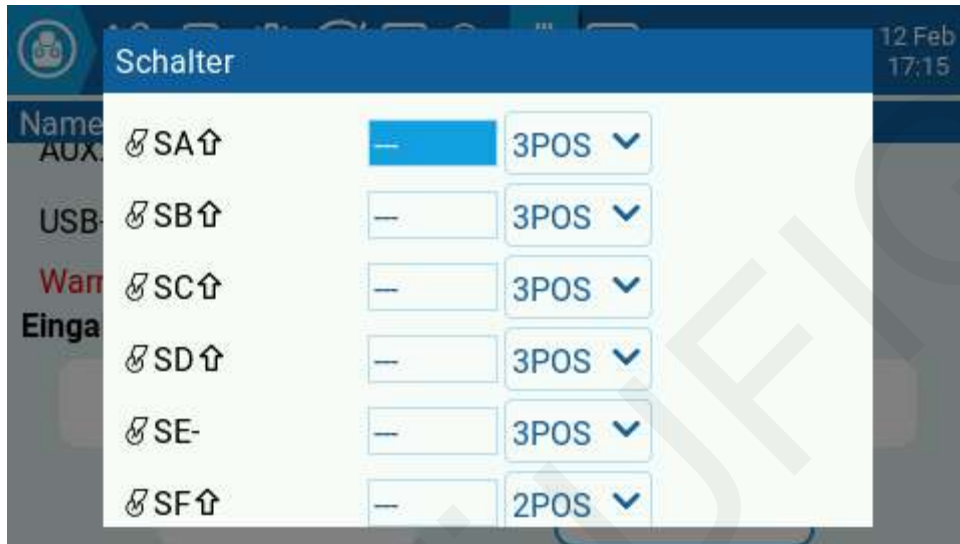 12 Feb
17:15
Schalter
Name
AUX
USB-
Warn
Einga
SA⇧ --- 3POS
SB⇧ --- 3POS
SC⇧ --- 3POS
SD⇧ --- 3POS
SE- --- 3POS
SF⇧ --- 2POS